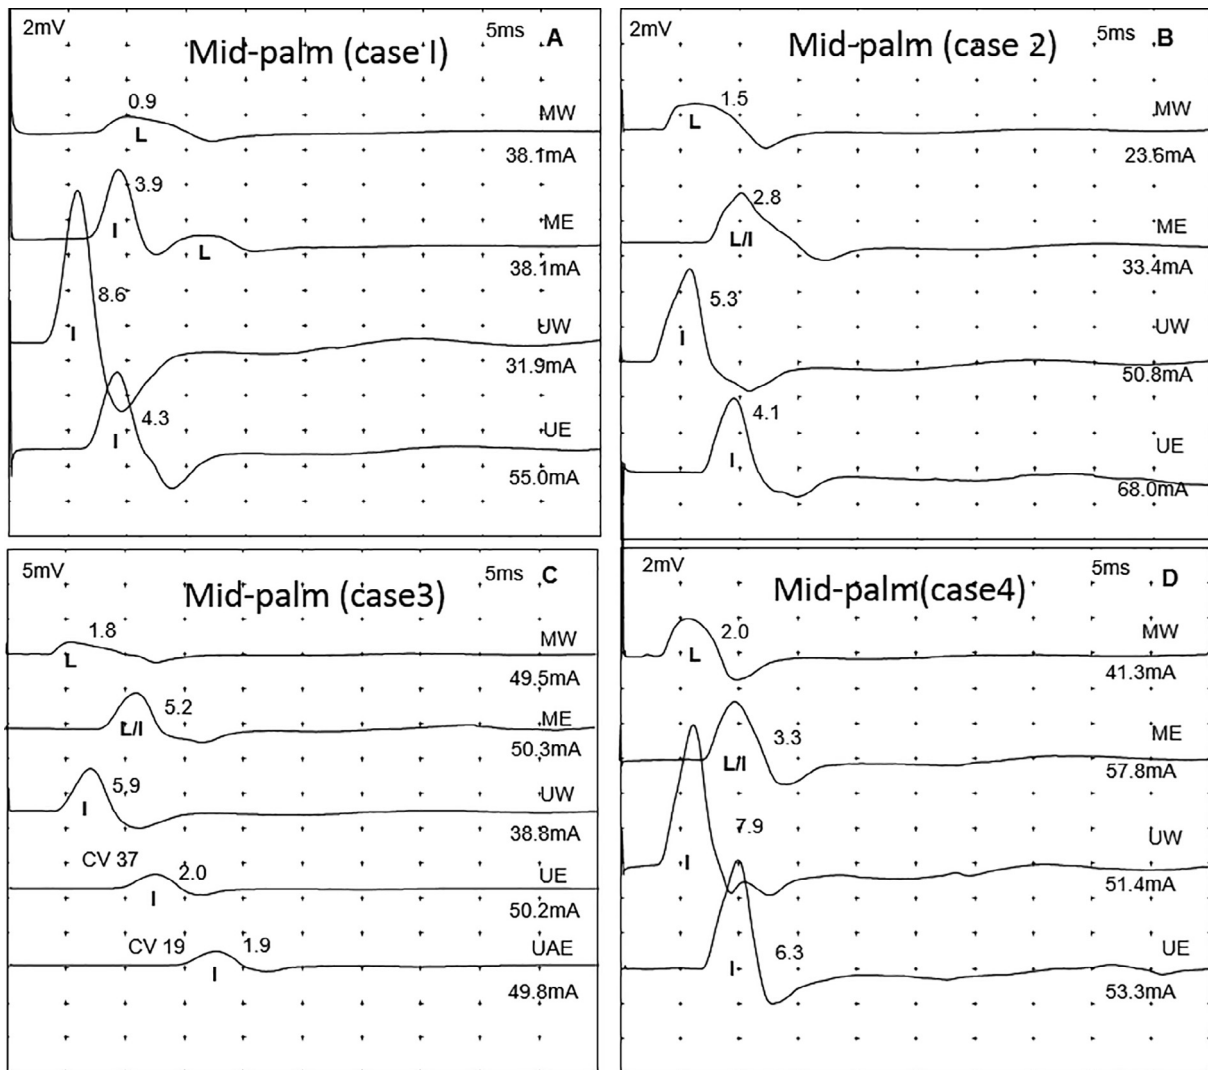 2mV
5ms
A
Mid-palm (case I)
0.9
MW
L
38.1mA
3.9
ME
I
L
38.1mA
8.6
UW
I
31.9mA
4.3
UE
I
55.0mA
2mV
5ms
B
Mid-palm (case 2)
1.5
MW
L
23.6mA
2.8
ME
L/I
33.4mA
5.3
UW
I
50.8mA
4.1
UE
I
68.0mA
5mV
5ms
C
Mid-palm (case3)
1.8
MW
L
49.5mA
5.2
ME
L/I
50.3mA
5.9
UW
I
38.8mA
CV 37
2.0
UE
I
50.2mA
CV 19
1.9
UAE
I
49.8mA
2mV
5ms
D
Mid-palm(case4)
2.0
MW
L
41.3mA
3.3
ME
L/I
57.8mA
7.9
UW
I
51.4mA
6.3
UE
I
53.3mA